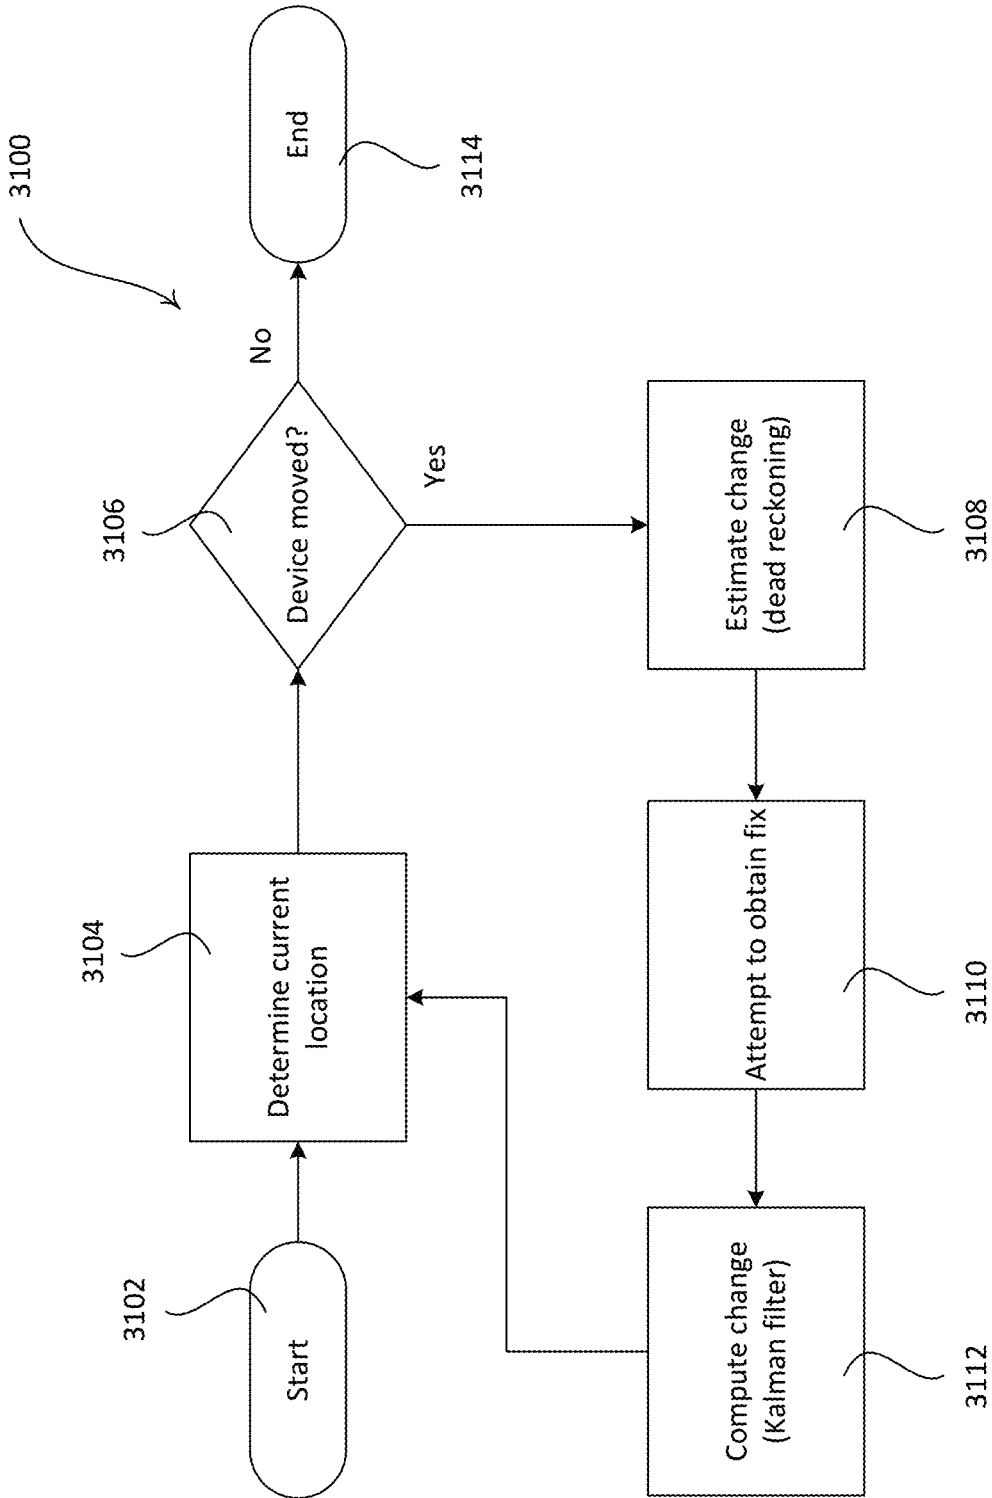 3100
3102
Start
3104
Determine current
location
3106
Device moved?
No
End
3114
Yes
Estimate change
(dead reckoning)
3108
Attempt to obtain fix
3110
Compute change
(Kalman filter)
3112